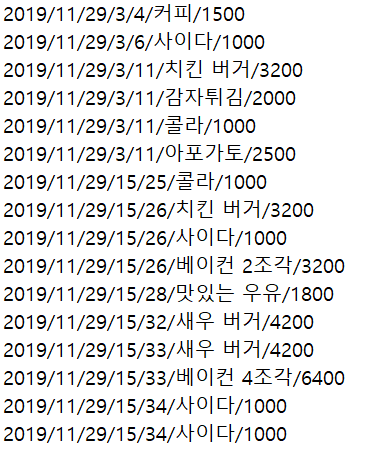 2019/11/29/3/4/커피/1500
2019/11/29/3/6/사이다/1000
2019/11/29/3/11/치킨 버거/3200
2019/11/29/3/11/감자튀김/2000
2019/11/29/3/11/콜라/1000
2019/11/29/3/11/아포가토/2500
2019/11/29/15/25/콜라/1000
2019/11/29/15/26/치킨 버거/3200
2019/11/29/15/26/사이다/1000
2019/11/29/15/26/베이컨 2조각/3200
2019/11/29/15/28/맛있는 우유/1800
2019/11/29/15/32/새우 버거/4200
2019/11/29/15/33/새우 버거/4200
2019/11/29/15/33/베이컨 4조각/6400
2019/11/29/15/34/사이다/1000
2019/11/29/15/34/사이다/1000